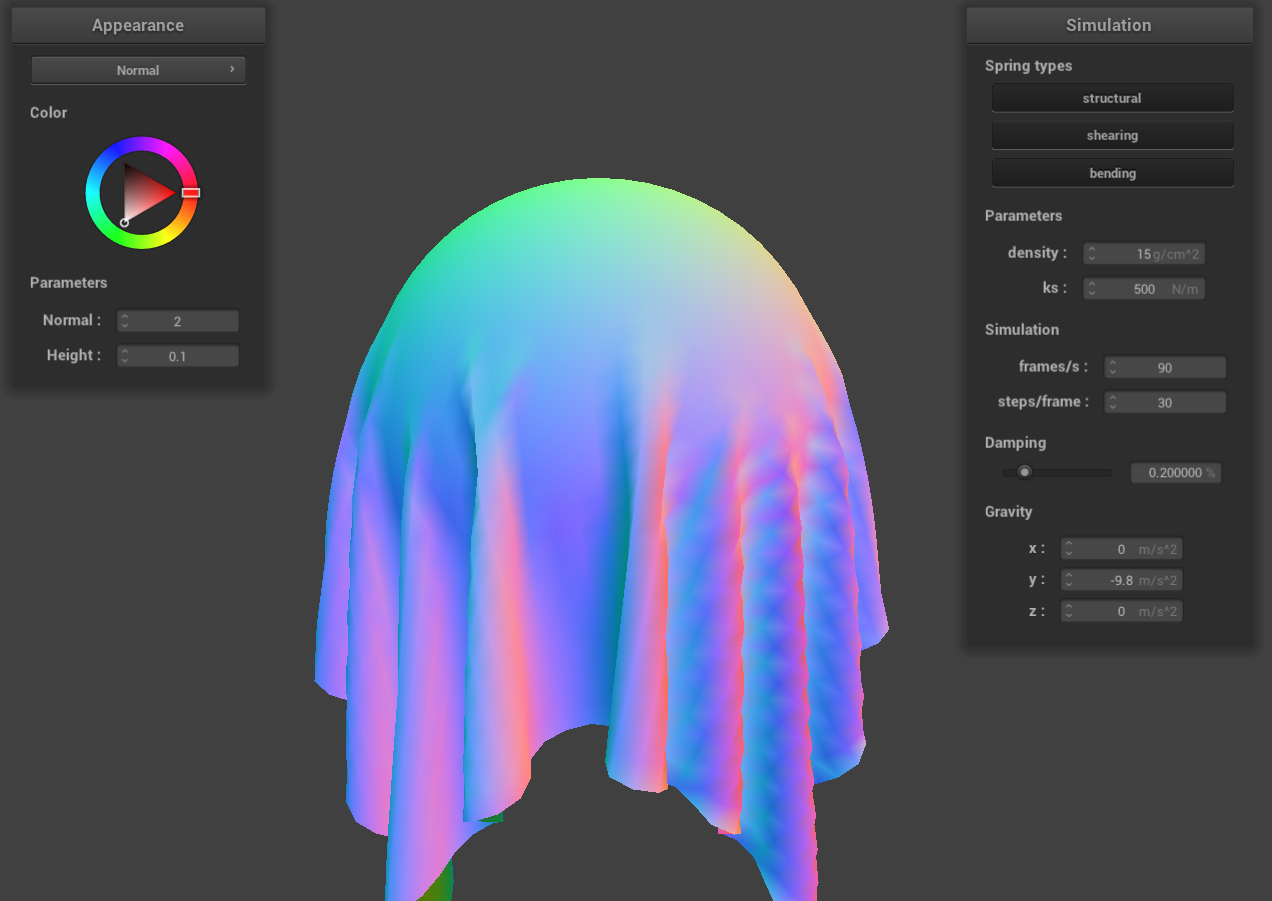 Appearance
Normal
Color
Parameters
Normal : 2
Height : 0.1
Simulation
Spring types
structural
shearing
bending
Parameters
density : 15 g/cm^2
ks : 500 N/m
Simulation
frames/s : 90
steps/frame : 30
Damping
0.200000 %
Gravity
x : 0 m/s^2
y : -9.8 m/s^2
z : 0 m/s^2